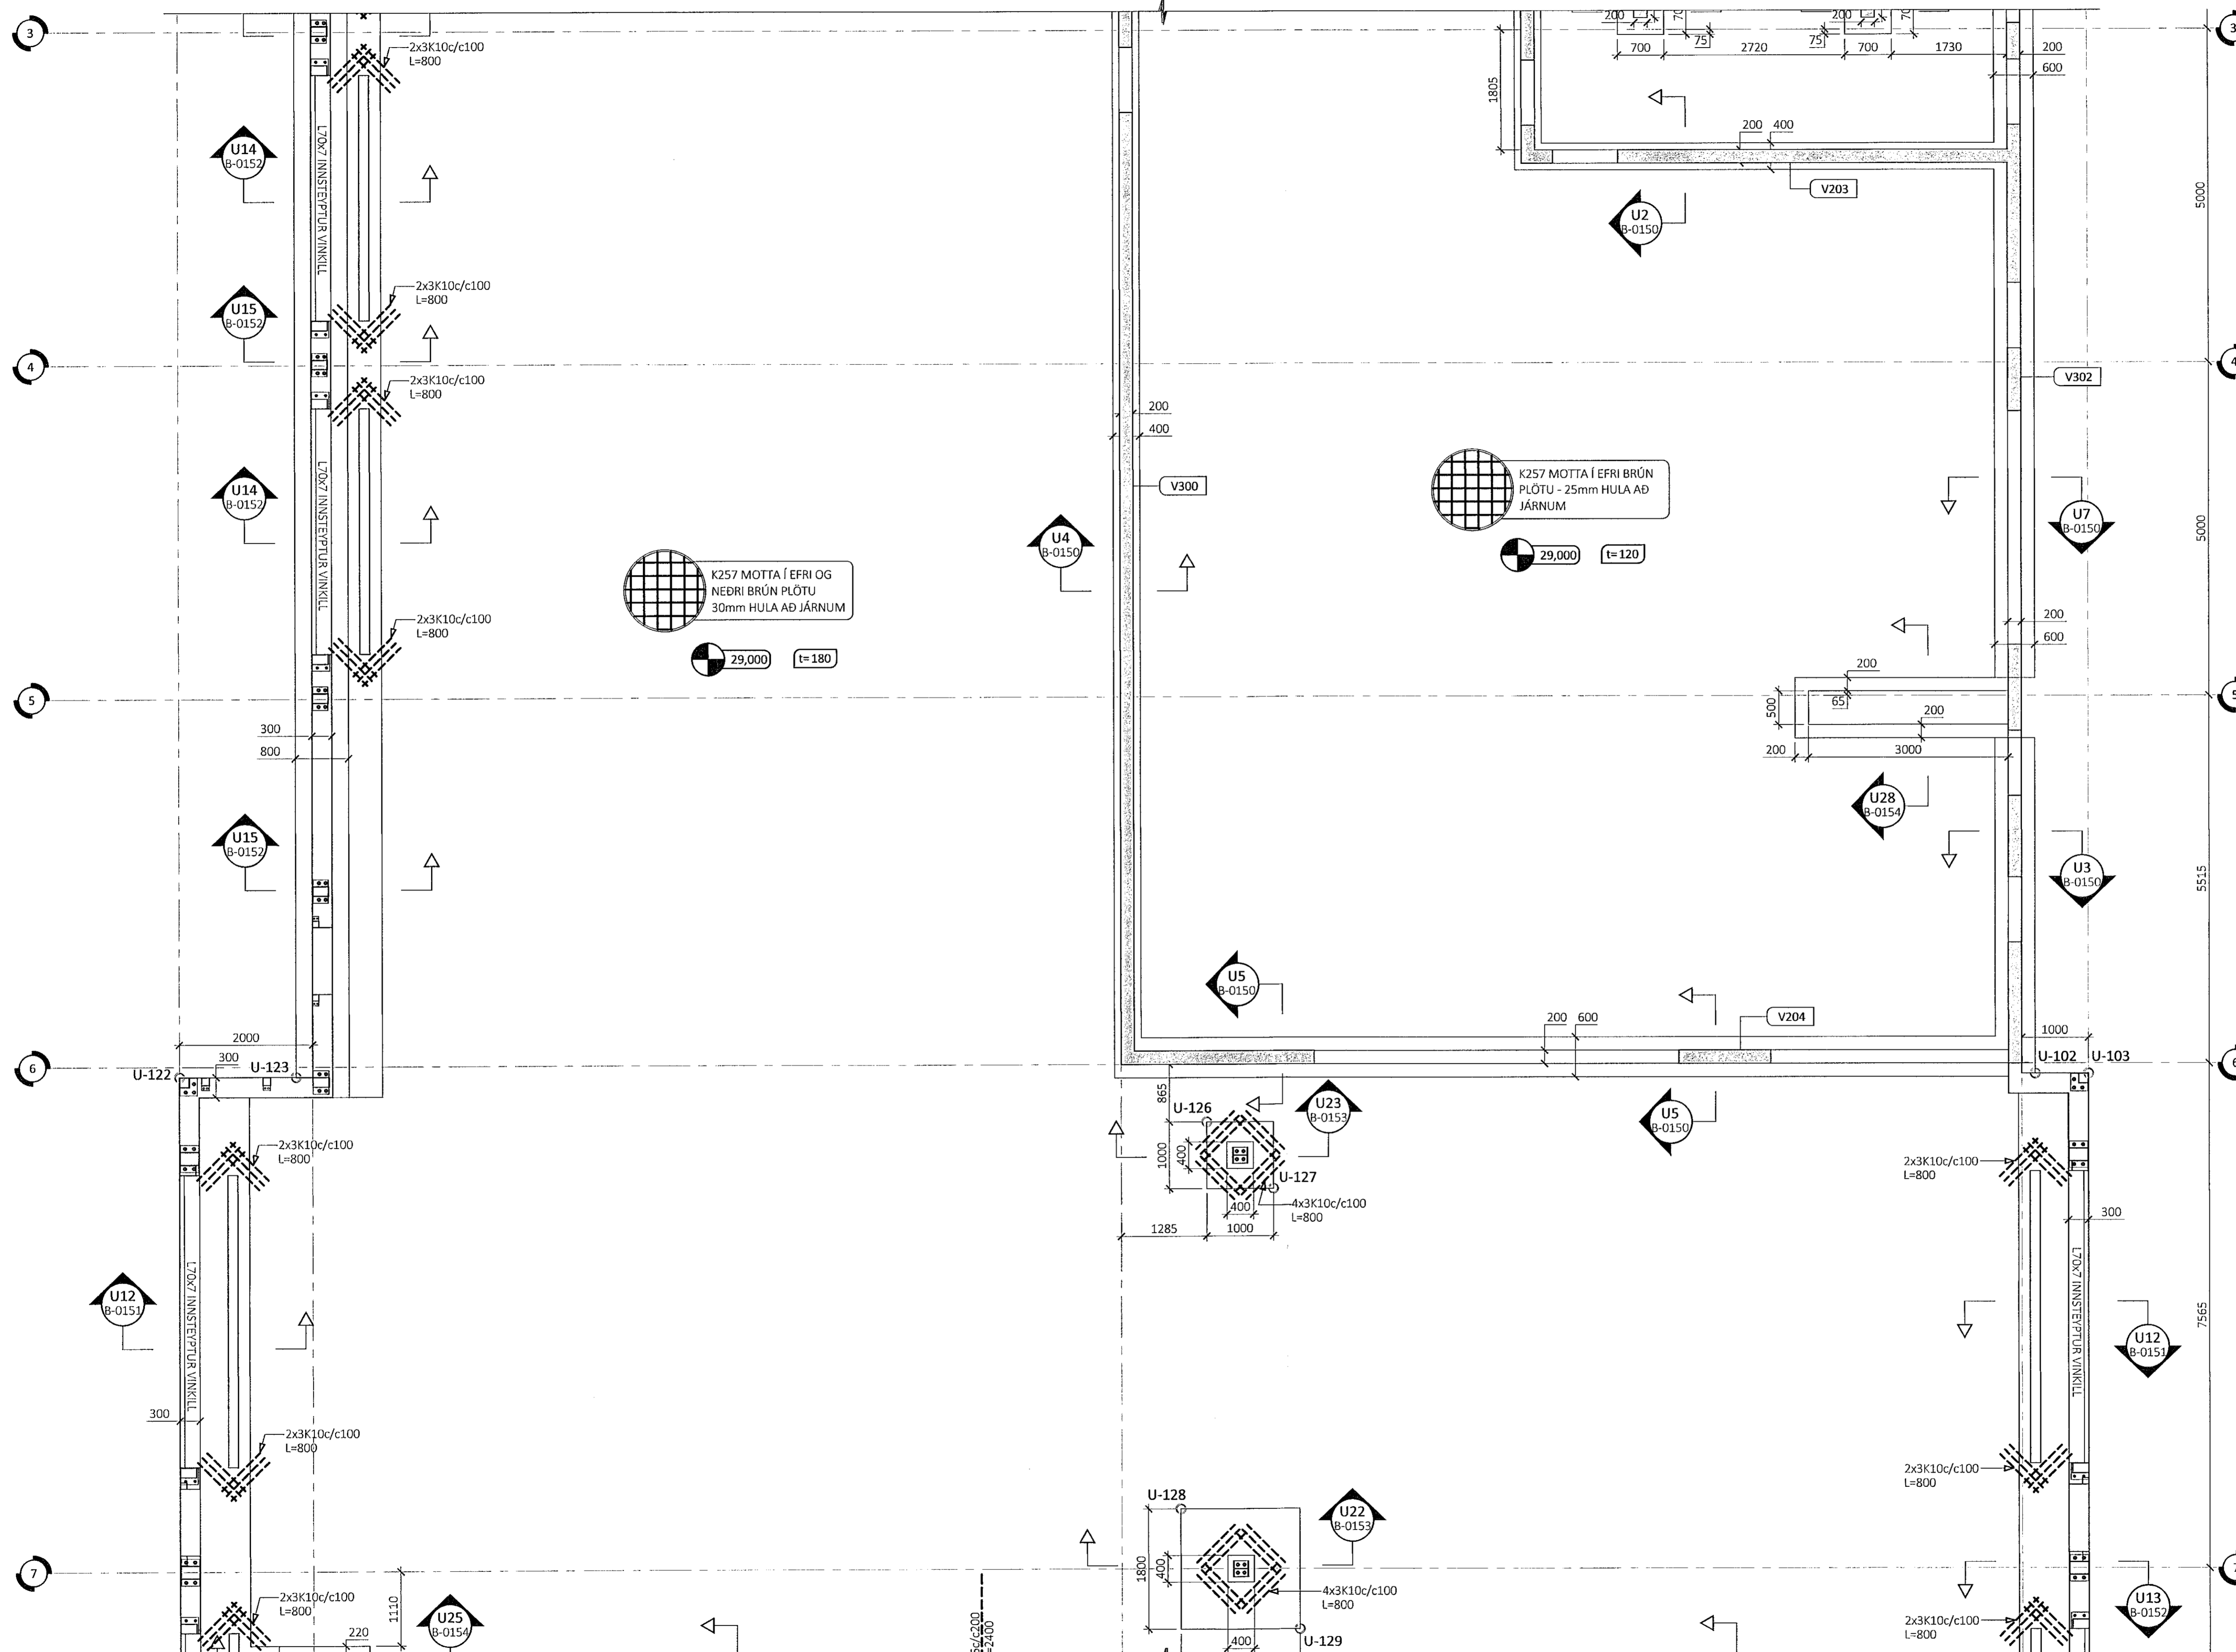 3
2x3K10c/c100
L=800
200
70
200
70
3
75
75
700
2720
700
1730
200
600
1805
200
400
U14
B-0152
L70x7 INNSTEYPTUR VINKILL
V203
U2
B-0150
5000
2x3K10c/c100
L=800
U15
B-0152
4
4
2x3K10c/c100
L=800
V302
200
400
V300
K257 MOTTA Í EFRI BRÚN
PLÖTU - 25mm HULA AÐ
JÁRNUM
29,000
t=120
U14
B-0152
L70x7 INNSTEYPTUR VINKILL
U4
B-0150
U7
B-0150
5000
K257 MOTTA Í EFRI OG
NEÐRI BRÚN PLÖTU
30mm HULA AÐ JÁRNUM
29,000
t=180
2x3K10c/c100
L=800
200
600
200
5
5
65
500
200
300
800
200
3000
U28
B-0154
U15
B-0152
U3
B-0150
5515
U5
B-0150
200
600
V204
1000
2000
300
U-123
U-122
6
U-102
U-103
6
865
U-126
U23
B-0153
U5
B-0150
2x3K10c/c100
L=800
1000
400
U-127
4x3K10c/c100
L=800
400
1285
1000
2x3K10c/c100
L=800
300
U12
B-0151
L70x7 INNSTEYPTUR VINKILL
L70x7 INNSTEYPTUR VINKILL
U12
B-0151
7565
300
2x3K10c/c100
L=800
2x3K10c/c100
L=800
U-128
U22
B-0153
1800
400
7
7
2x3K10c/c100
L=800
1110
U25
B-0154
4x3K10c/c100
L=800
U13
B-0152
2x3K10c/c100
L=800
220
400
U-129